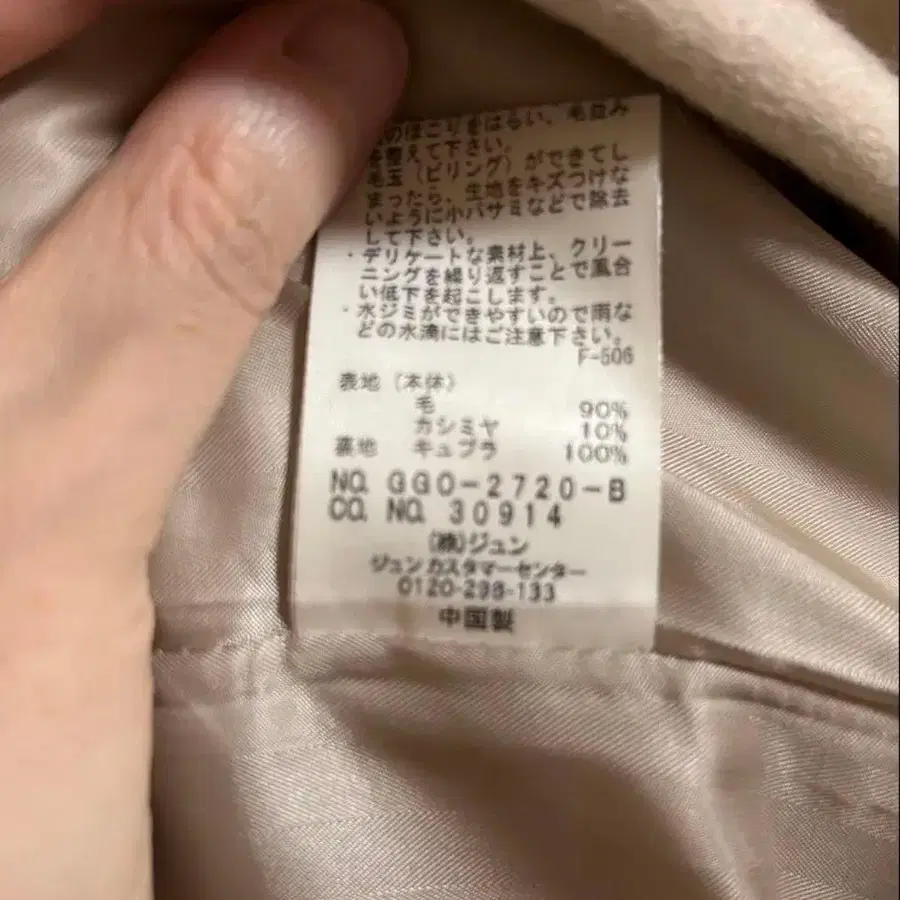 のほこりをはらい、毛並み
を整えて下さい。
毛玉（ピリング）ができてし
まったら、生地をキズつけな
いように小バサミなどで除去
して下さい。
・デリケートな素材上、クリー
ニングを繰り返すことで風合
い低下を起こします。
・水ジミができやすいので雨な
どの水滴にはご注意下さい。
F-506
表地（本体）
毛 90%
カシミヤ 10%
裏地 キュプラ 100%
NO. GGO-2720-B
CO. NO. 30914
(株)ジュン
ジュン カスタマーセンター
0120-298-133
中国製